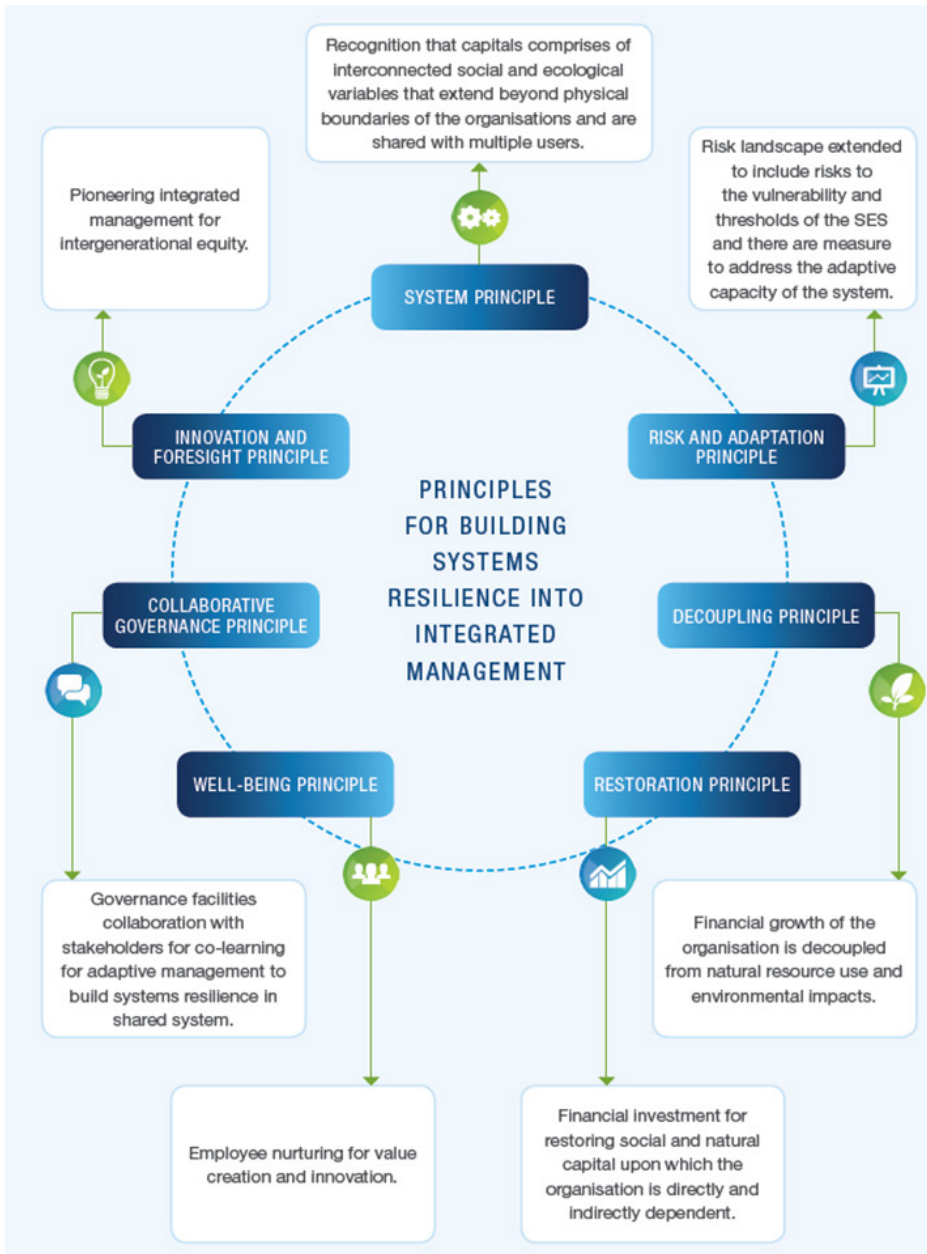 Recognition that capitals comprises of
interconnected social and ecological
variables that extend beyond physical
boundaries of the organisations and are
shared with multiple users.
Pioneering integrated
management for
intergenerational equity.
Risk landscape extended
to include risks to
the vulnerability and
thresholds of the SES
and there are measure
to address the adaptive
capacity of the system.
SYSTEM PRINCIPLE
INNOVATION AND
FORESIGHT PRINCIPLE
RISK AND ADAPTATION
PRINCIPLE
PRINCIPLES
FOR BUILDING
SYSTEMS
RESILIENCE INTO
INTEGRATED
MANAGEMENT
COLLABORATIVE
GOVERNANCE PRINCIPLE
DECOUPLING PRINCIPLE
WELL-BEING PRINCIPLE
RESTORATION PRINCIPLE
Governance facilities
collaboration with
stakeholders for co-learning
for adaptive management to
build systems resilience in
shared system.
Financial growth of the
organisation is decoupled
from natural resource use and
environmental impacts.
Employee nurturing for value
creation and innovation.
Financial investment for
restoring social and natural
capital upon which the
organisation is directly and
indirectly dependent.